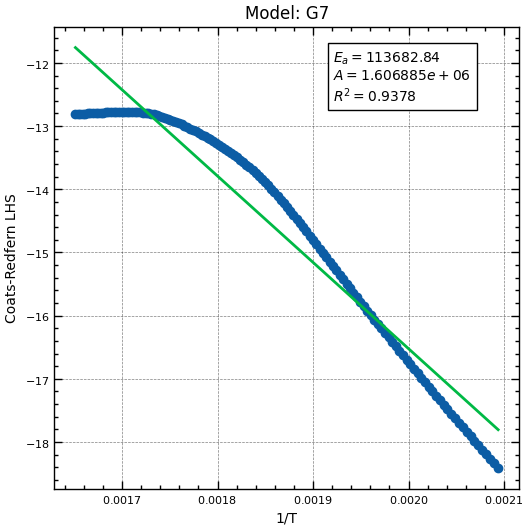 Model: G7
E_a = 113682.84
A = 1.606885e + 06
R^2 = 0.9378
−12
−13
−14
−15
−16
−17
−18
Coats-Redfern LHS
0.0017 0.0018 0.0019 0.0020 0.0021
1/T